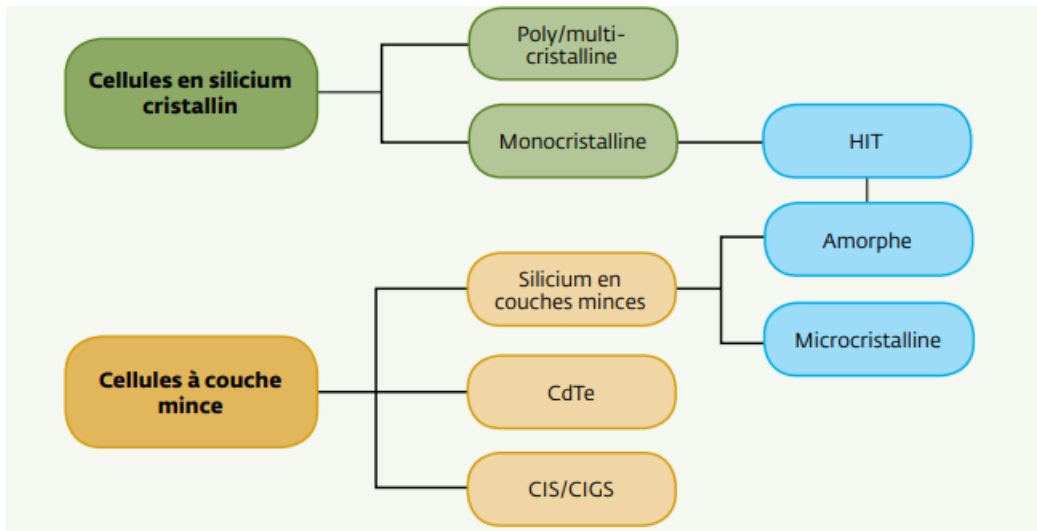 Cellules en silicium
cristallin
Poly/multi-
cristalline
Monocristalline
HIT
Amorphe
Silicium en
couches minces
Microcristalline
Cellules à couche
mince
CdTe
CIS/CIGS